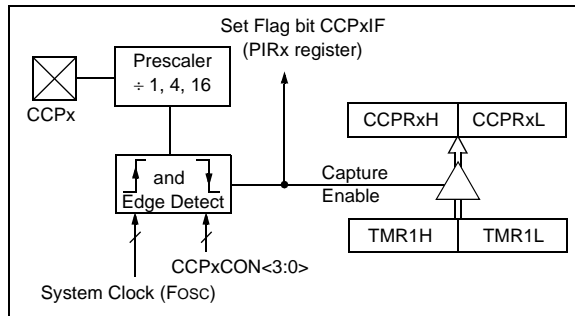 Set Flag bit CCPxIF
(PIRx register)
Prescaler
÷ 1, 4, 16
CCPx
CCPRxH CCPRxL
and
Edge Detect
Capture
Enable
TMR1H TMR1L
CCPxCON<3:0>
System Clock (FOSC)